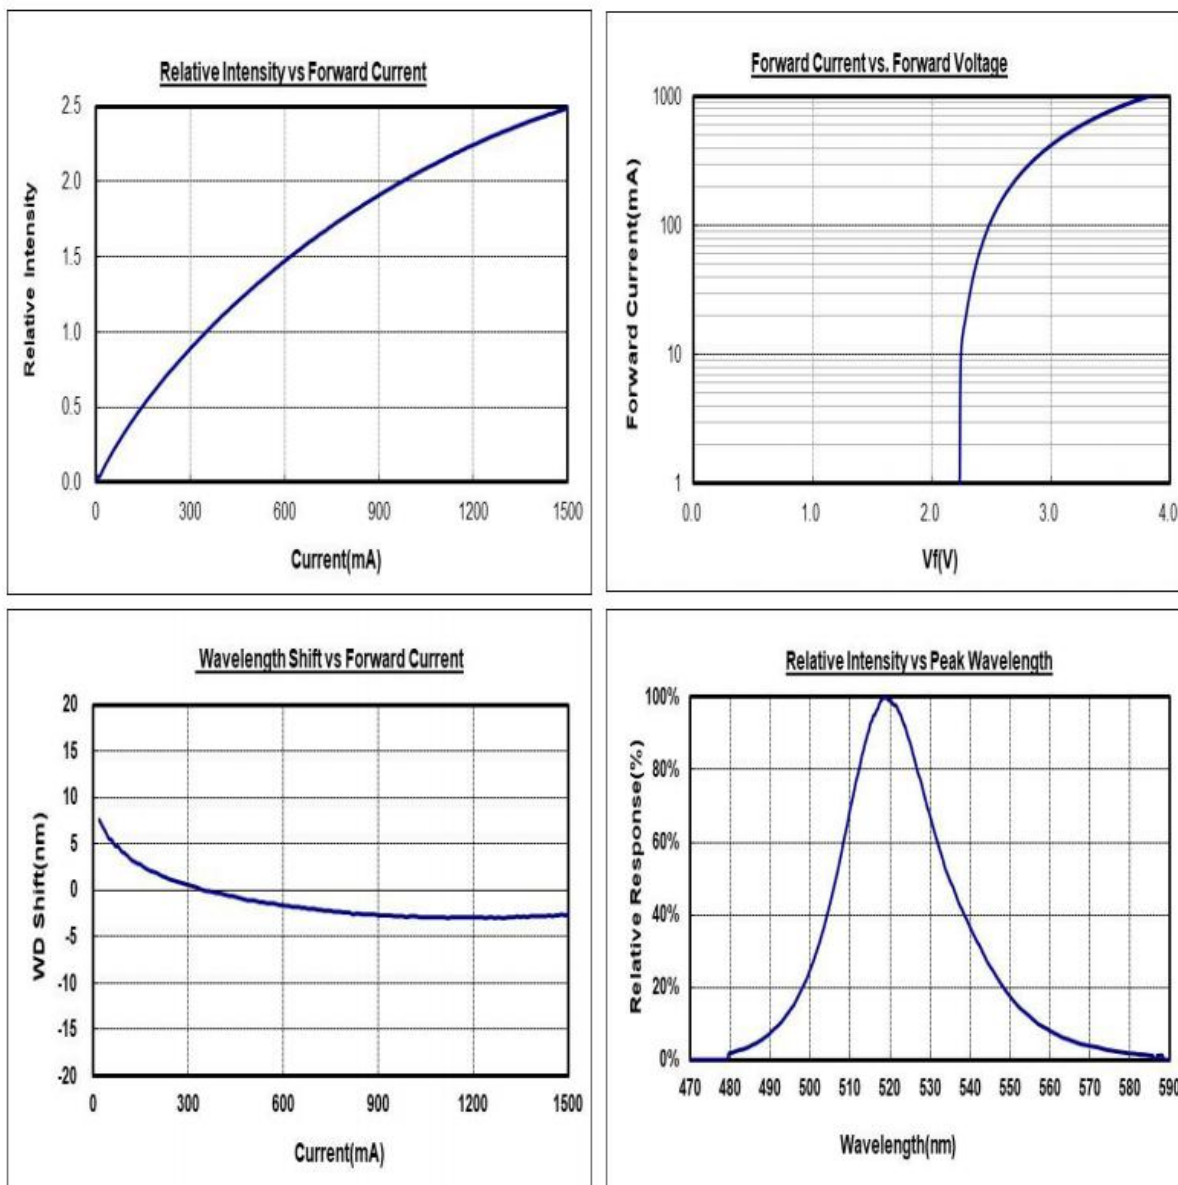 Relative Intensity vs Forward Current
2.5
2.0
1.5
1.0
0.5
0.0
Relative Intensity
0 300 600 900 1200 1500
Current(mA)
Forward Current vs. Forward Voltage
1000
100
10
1
Forward Current(mA)
0.0 1.0 2.0 3.0 4.0
Vf(V)
Wavelength Shift vs Forward Current
20
15
10
5
0
-5
-10
-15
-20
WD Shift(nm)
0 300 600 900 1200 1500
Current(mA)
Relative Intensity vs Peak Wavelength
100%
80%
60%
40%
20%
0%
Relative Response(%)
470 480 490 500 510 520 530 540 550 560 570 580 590
Wavelength(nm)